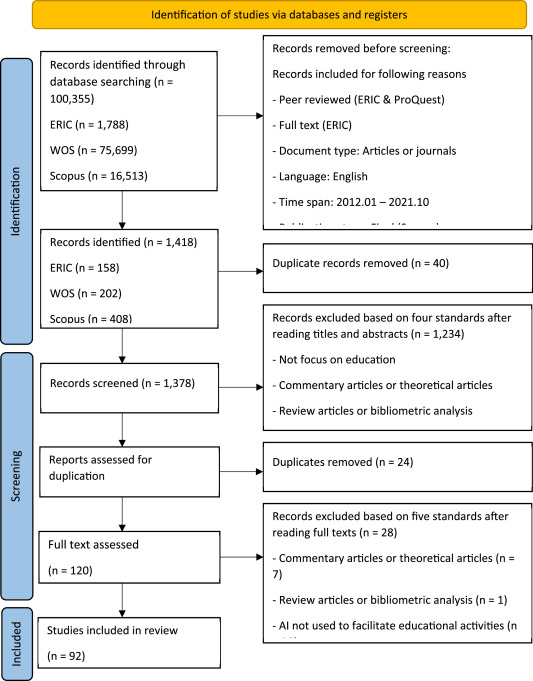 Identification of studies via databases and registers
Identification
Records identified through
database searching (n =
100,355)
ERIC (n = 1,788)
WOS (n = 75,699)
Scopus (n = 16,513)
Records removed before screening:
Records included for following reasons
- Peer reviewed (ERIC & ProQuest)
- Full text (ERIC)
- Document type: Articles or journals
- Language: English
- Time span: 2012.01 – 2021.10
Records identified (n = 1,418)
ERIC (n = 158)
WOS (n = 202)
Scopus (n = 408)
Duplicate records removed (n = 40)
Screening
Records screened (n = 1,378)
Records excluded based on four standards after
reading titles and abstracts (n = 1,234)
- Not focus on education
- Commentary articles or theoretical articles
- Review articles or bibliometric analysis
Reports assessed for
duplication
Duplicates removed (n = 24)
Full text assessed
(n = 120)
Records excluded based on five standards after
reading full texts (n = 28)
- Commentary articles or theoretical articles (n =
7)
- Review articles or bibliometric analysis (n = 1)
- AI not used to facilitate educational activities (n
Included
Studies included in review
(n = 92)